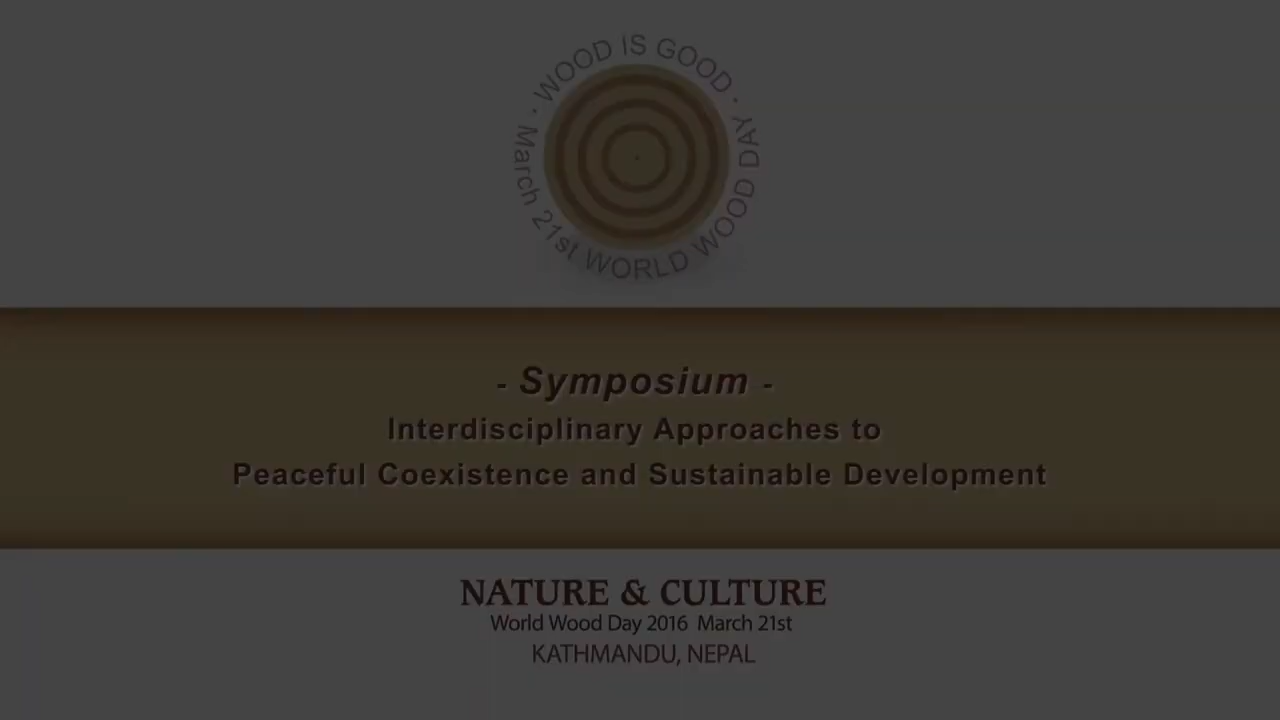 · WOOD IS GOOD ·
March 21st WORLD WOOD DAY
- Symposium -
Interdisciplinary Approaches to
Peaceful Coexistence and Sustainable Development
NATURE & CULTURE
World Wood Day 2016 March 21st
KATHMANDU, NEPAL